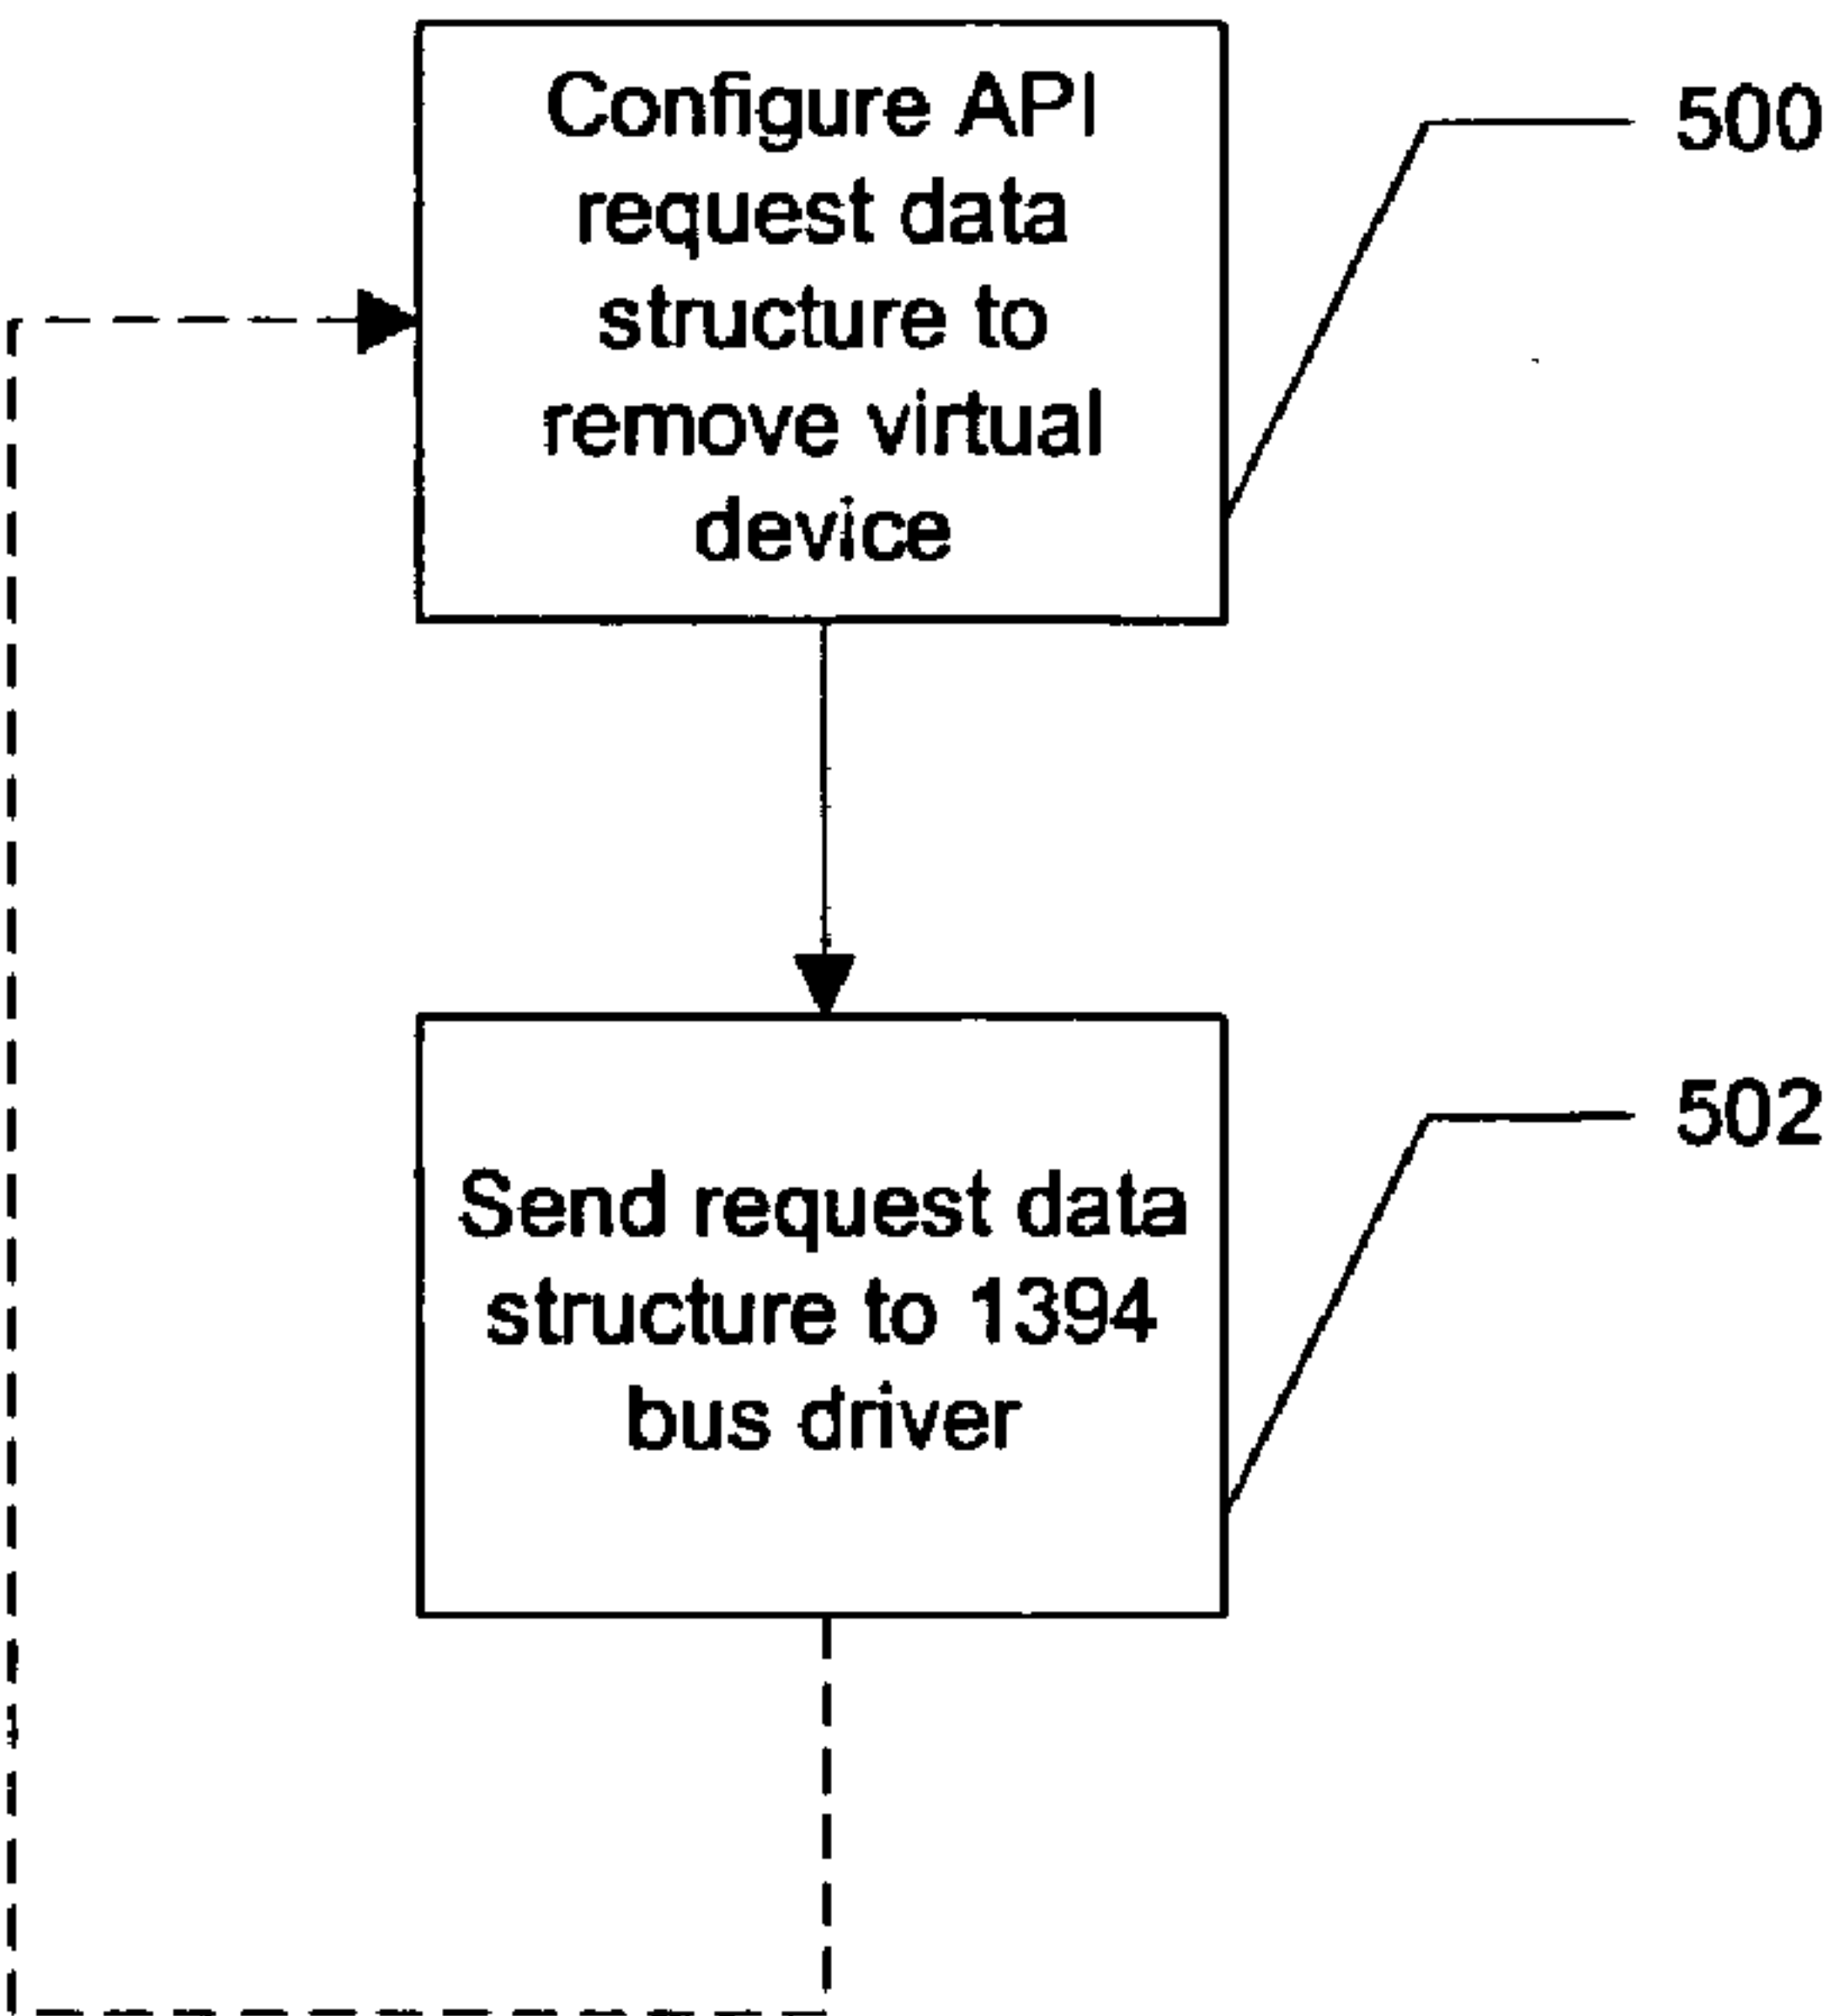 Configure API
request data
structure to
remove virtual
device
500
Send request data
structure to 1394
bus driver
502